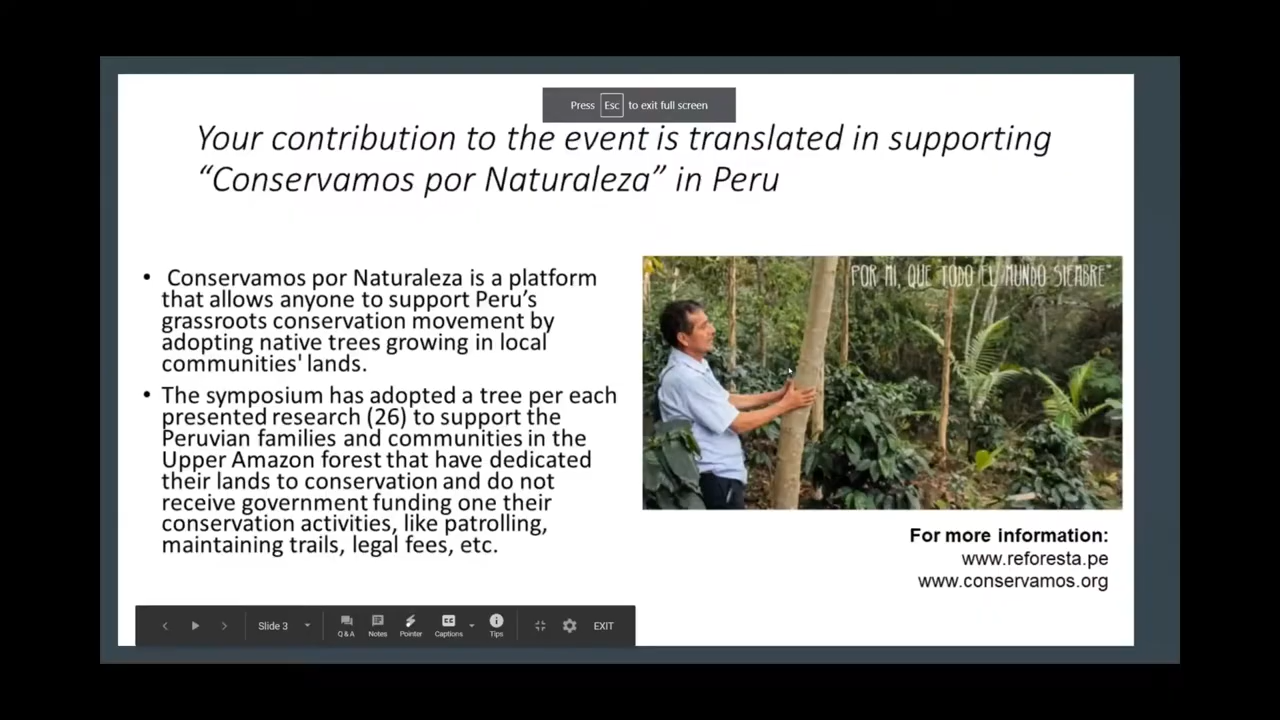 Press Esc to exit full screen
Your contribution to the event is translated in supporting
“Conservamos por Naturaleza” in Peru
• Conservamos por Naturaleza is a platform
that allows anyone to support Peru’s
grassroots conservation movement by
adopting native trees growing in local
communities' lands.
• The symposium has adopted a tree per each
presented research (26) to support the
Peruvian families and communities in the
Upper Amazon forest that have dedicated
their lands to conservation and do not
receive government funding one their
conservation activities, like patrolling,
maintaining trails, legal fees, etc.
POR MI, QUE TODO EL MUNDO SIEMBRE"
For more information:
www.reforesta.pe
www.conservamos.org
Slide 3
Q & A
Notes
Pointer
CC
Captions
Tips
EXIT